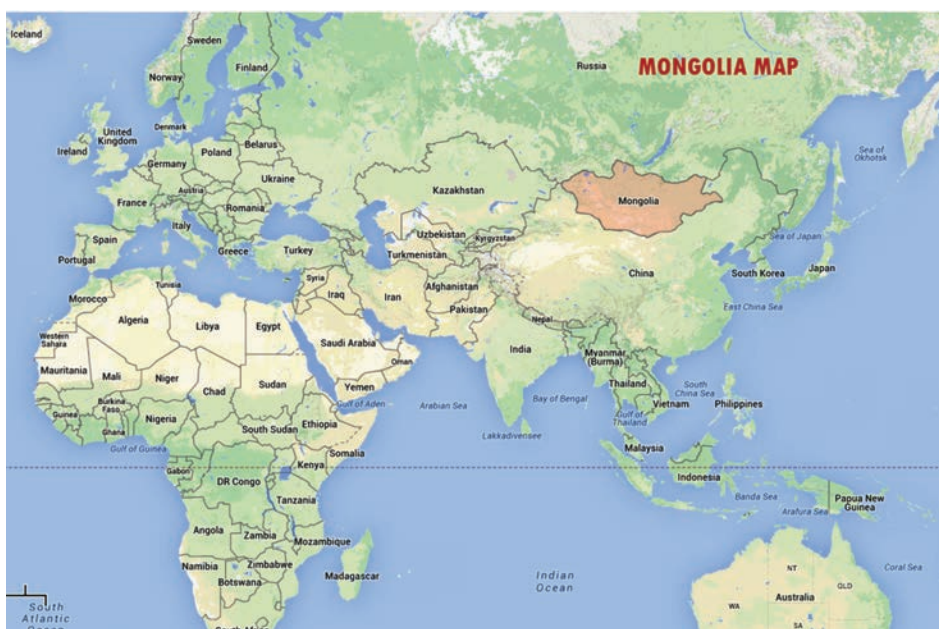 Iceland
Sweden
Finland
Norway
Russia
MONGOLIA MAP
Denmark
United
Kingdom
Ireland
Germany
Poland
Belarus
Sea of
Okhotsk
Ukraine
Austria
France
Romania
Kazakhstan
Mongolia
Italy
Spain
Portugal
Greece
Turkey
Uzbekistan
Kyrgyzstan
Turkmenistan
Sea of Japan
South Korea
Japan
China
Syria
Iraq
Iran
Afghanistan
Pakistan
Tunisia
Morocco
Algeria
Libya
Egypt
East China Sea
Nepal
Western
Sahara
Saudi Arabia
Oman
India
Myanmar
(Burma)
Mauritania
Mali
Niger
Chad
Sudan
Yemen
Gulf of Aden
Arabian Sea
Bay of Bengal
Thailand
South
China Sea
Vietnam
Philippines
Gulf of
Thailand
Burkina
Faso
Guinea
Ghana
Nigeria
South Sudan
Ethiopia
Somalia
Lakkadivensee
Malaysia
Gulf of Guinea
Gabon
DR Congo
Kenya
Tanzania
Indonesia
Banda Sea
Arafura Sea
Papua New
Guinea
Angola
Zambia
Mozambique
Namibia
Zimbabwe
Botswana
Madagascar
Indian
Ocean
Coral Sea
NT
QLD
WA
Australia
SA
South
Atlantic